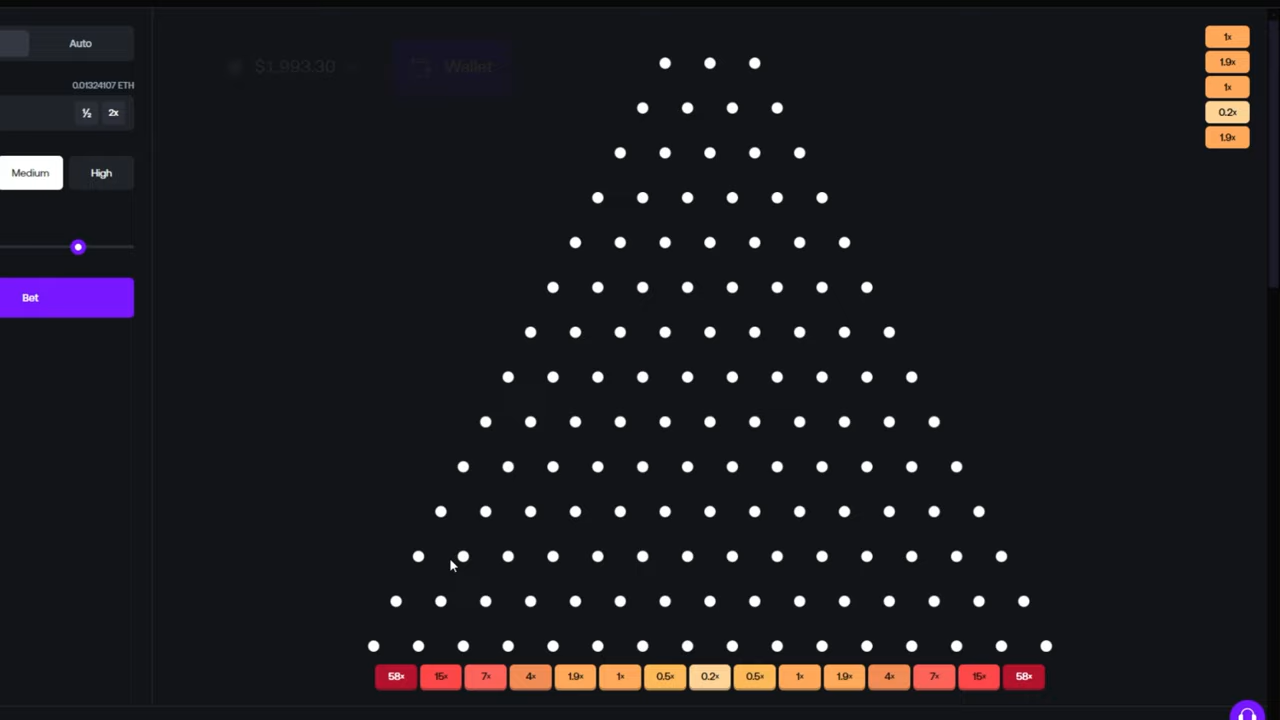 Auto
$1,993.30 Wallet
0.01324107 ETH
½ 2x
Medium High
Bet
1x
1.9x
1x
0.2x
1.9x
58x 15x 7x 4x 1.9x 1x 0.5x 0.2x 0.5x 1x 1.9x 4x 7x 15x 58x